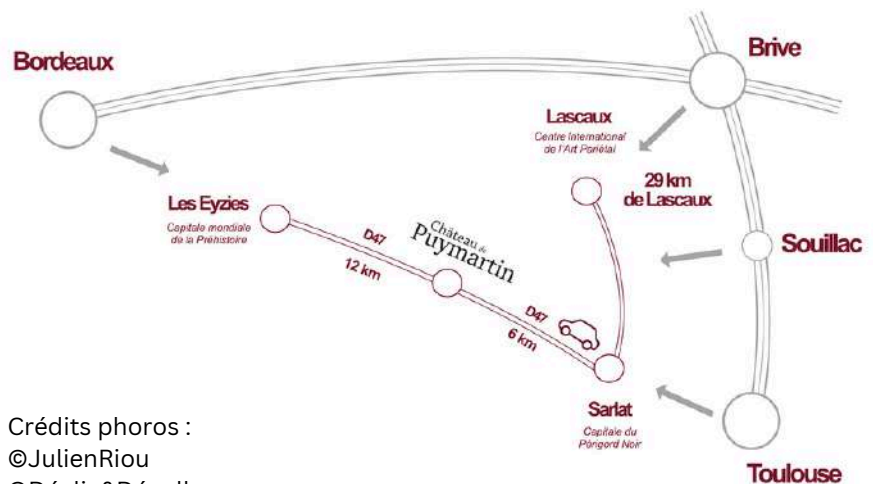 Bordeaux
Brive
Lascaux
Centre International
de l'Art Pariétal
29 km
de Lascaux
Les Eyzies
Capitale mondiale
de la Préhistoire
D47
12 km
Château de
Puymartin
Souillac
D47
6 km
Sarlat
Capitale du
Périgord Noir
Toulouse
Crédits phoros :
©JulienRiou